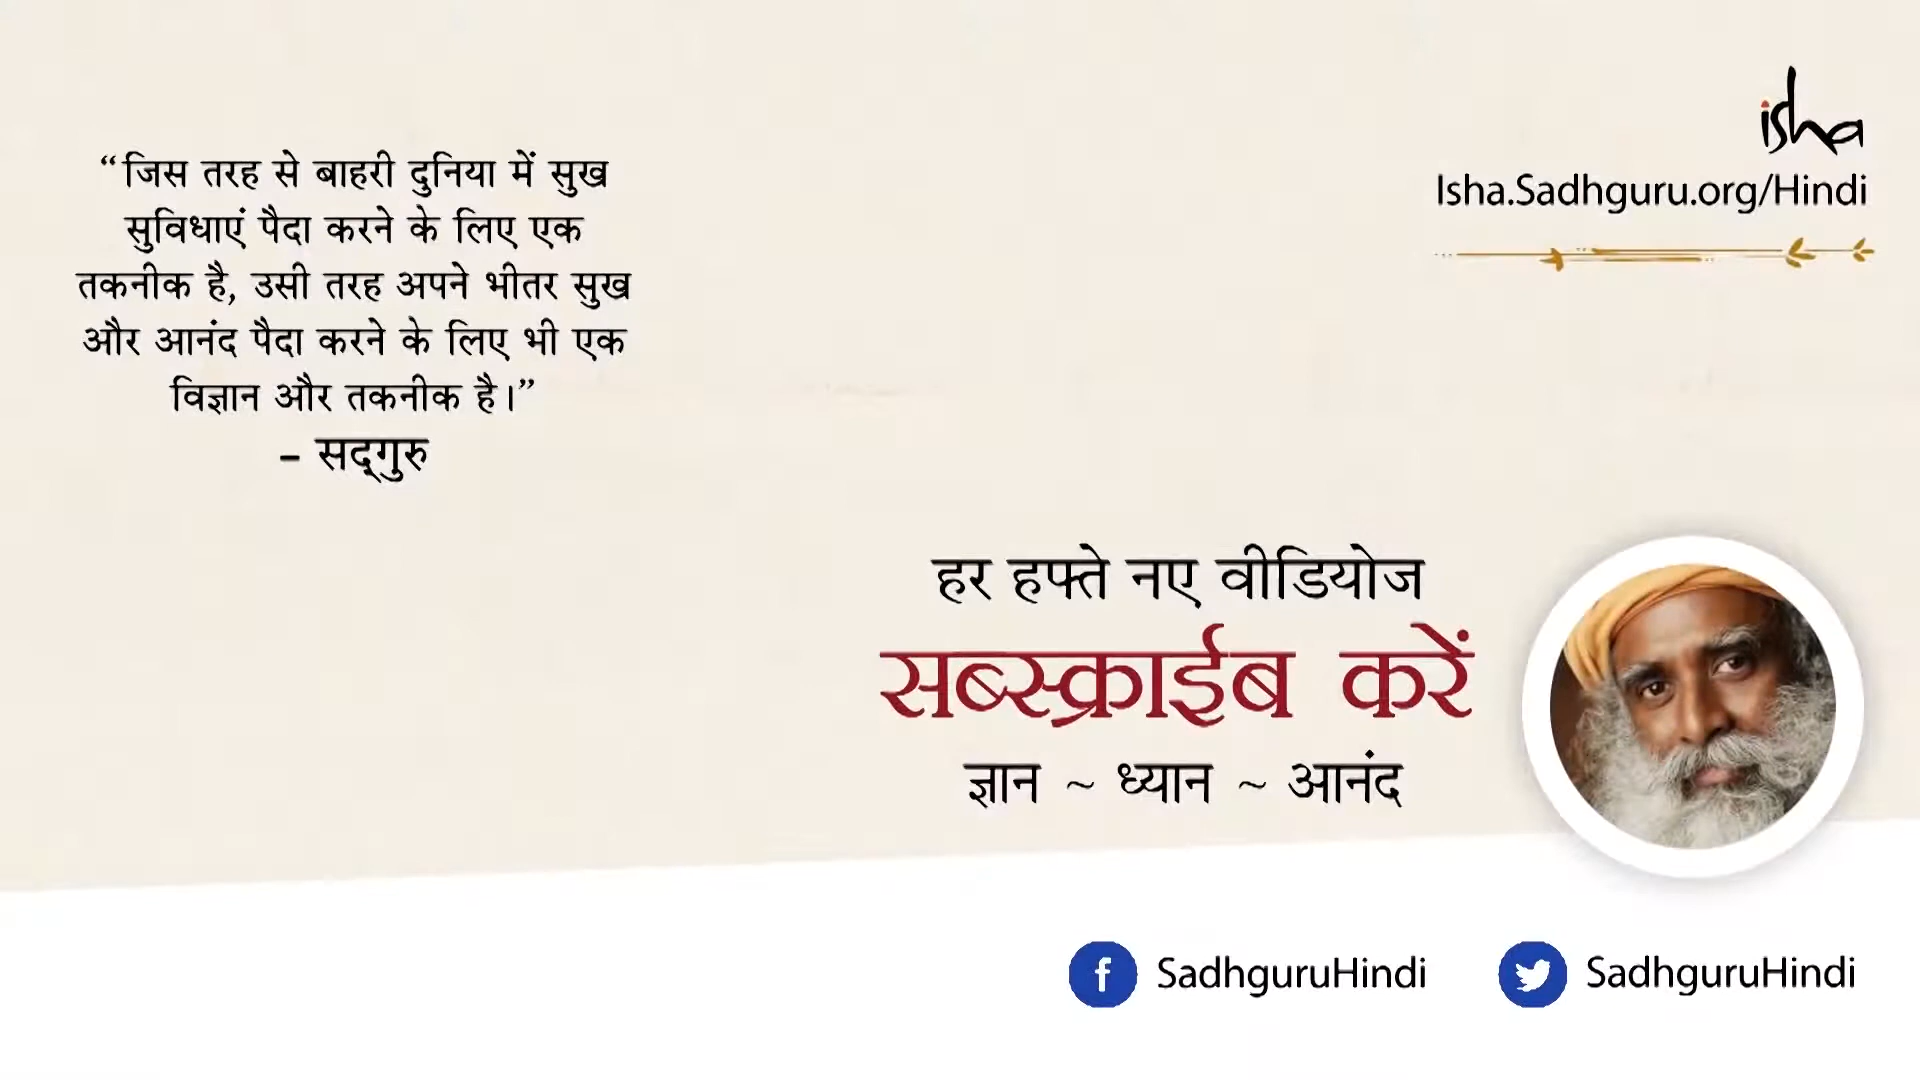 “जिस तरह से बाहरी दुनिया में सुख
सुविधाएं पैदा करने के लिए एक
तकनीक है, उसी तरह अपने भीतर सुख
और आनंद पैदा करने के लिए भी एक
विज्ञान और तकनीक है।”
– सद्‌गुरु
isha
Isha.Sadhguru.org/Hindi
हर हफ्ते नए वीडियोज
सब्स्क्राईब करें
ज्ञान ~ ध्यान ~ आनंद
SadhguruHindi
SadhguruHindi